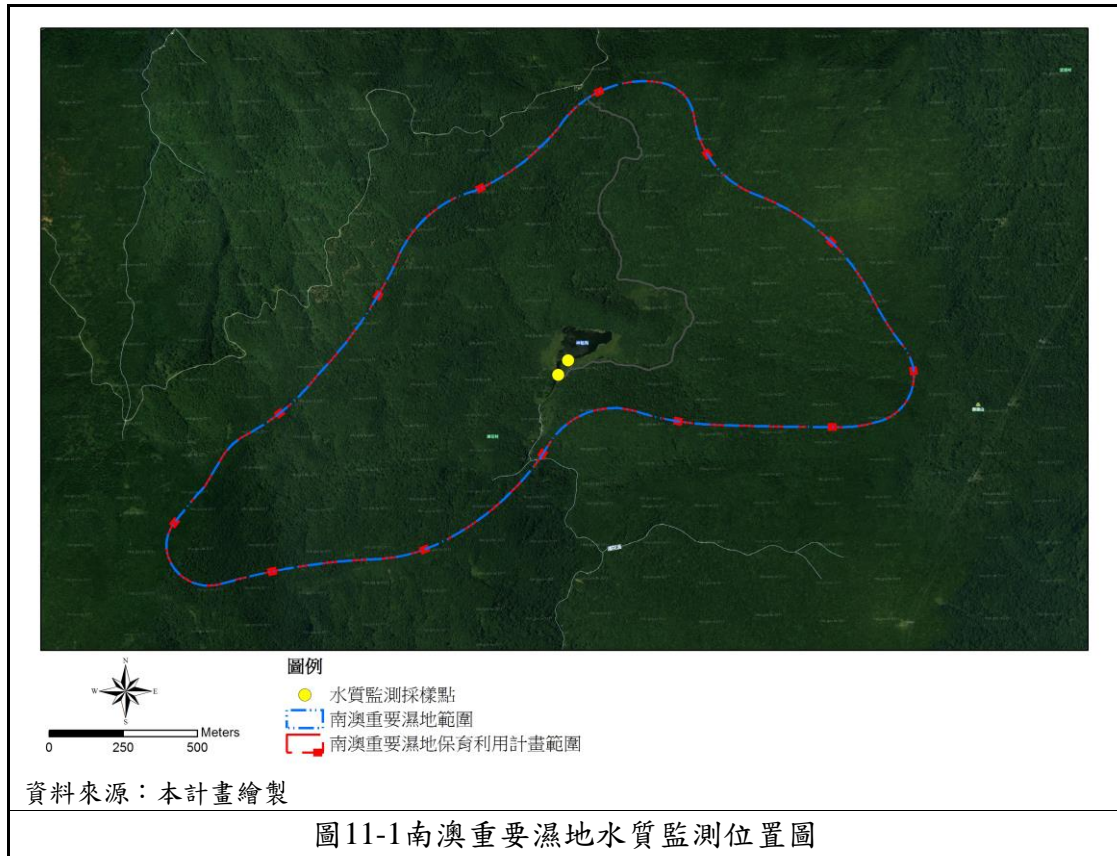 神秘湖
N
W
E
S
0
250
500
Meters
圖例
水質監測採樣點
南澳重要濕地範圍
南澳重要濕地保育利用計畫範圍
資料來源：本計畫繪製
圖11-1南澳重要濕地水質監測位置圖